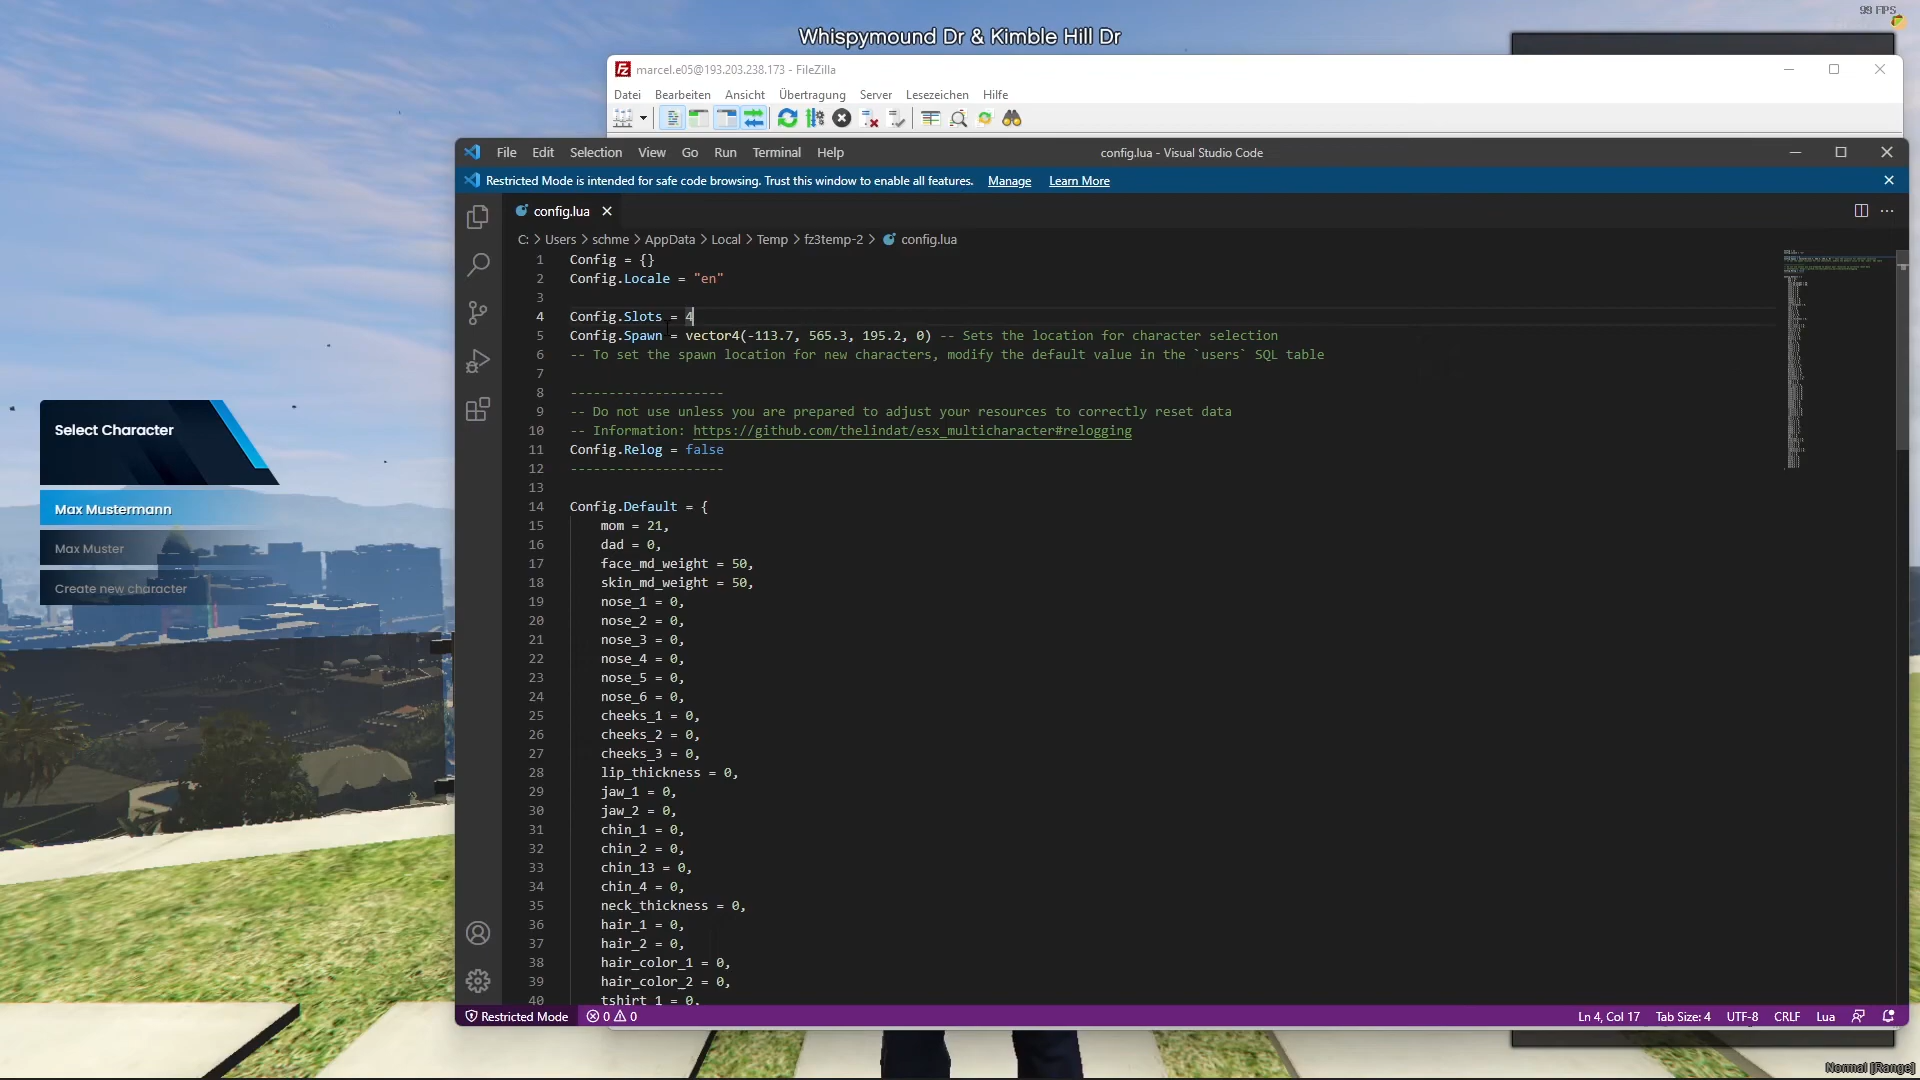 99 FPS
Whispymound Dr & Kimble Hill Dr
marcel.e05@193.203.238.173 - FileZilla
Datei Bearbeiten Ansicht Übertragung Server Lesezeichen Hilfe
File Edit Selection View Go Run Terminal Help
config.lua - Visual Studio Code
Restricted Mode is intended for safe code browsing. Trust this window to enable all features. Manage Learn More
config.lua
C: > Users > schme > AppData > Local > Temp > fz3temp-2 > config.lua
1 Config = {}
2 Config.Locale = "en"
3
4 Config.Slots = 4
5 Config.Spawn = vector4(-113.7, 565.3, 195.2, 0) -- Sets the location for character selection
6 -- To set the spawn location for new characters, modify the default value in the `users` SQL table
7
8 --------------------
9 -- Do not use unless you are prepared to adjust your resources to correctly reset data
10 -- Information: https://github.com/thelindat/esx_multicharacter#relogging
11 Config.Relog = false
12 --------------------
13
14 Config.Default = {
15 mom = 21,
16 dad = 0,
17 face_md_weight = 50,
18 skin_md_weight = 50,
19 nose_1 = 0,
20 nose_2 = 0,
21 nose_3 = 0,
22 nose_4 = 0,
23 nose_5 = 0,
24 nose_6 = 0,
25 cheeks_1 = 0,
26 cheeks_2 = 0,
27 cheeks_3 = 0,
28 lip_thickness = 0,
29 jaw_1 = 0,
30 jaw_2 = 0,
31 chin_1 = 0,
32 chin_2 = 0,
33 chin_13 = 0,
34 chin_4 = 0,
35 neck_thickness = 0,
36 hair_1 = 0,
37 hair_2 = 0,
38 hair_color_1 = 0,
39 hair_color_2 = 0,
40 tshirt_1 = 0,
Select Character
Max Mustermann
Max Muster
Create new character
Restricted Mode 0 0
Ln 4, Col 17 Tab Size: 4 UTF-8 CRLF Lua
Normal [Range]